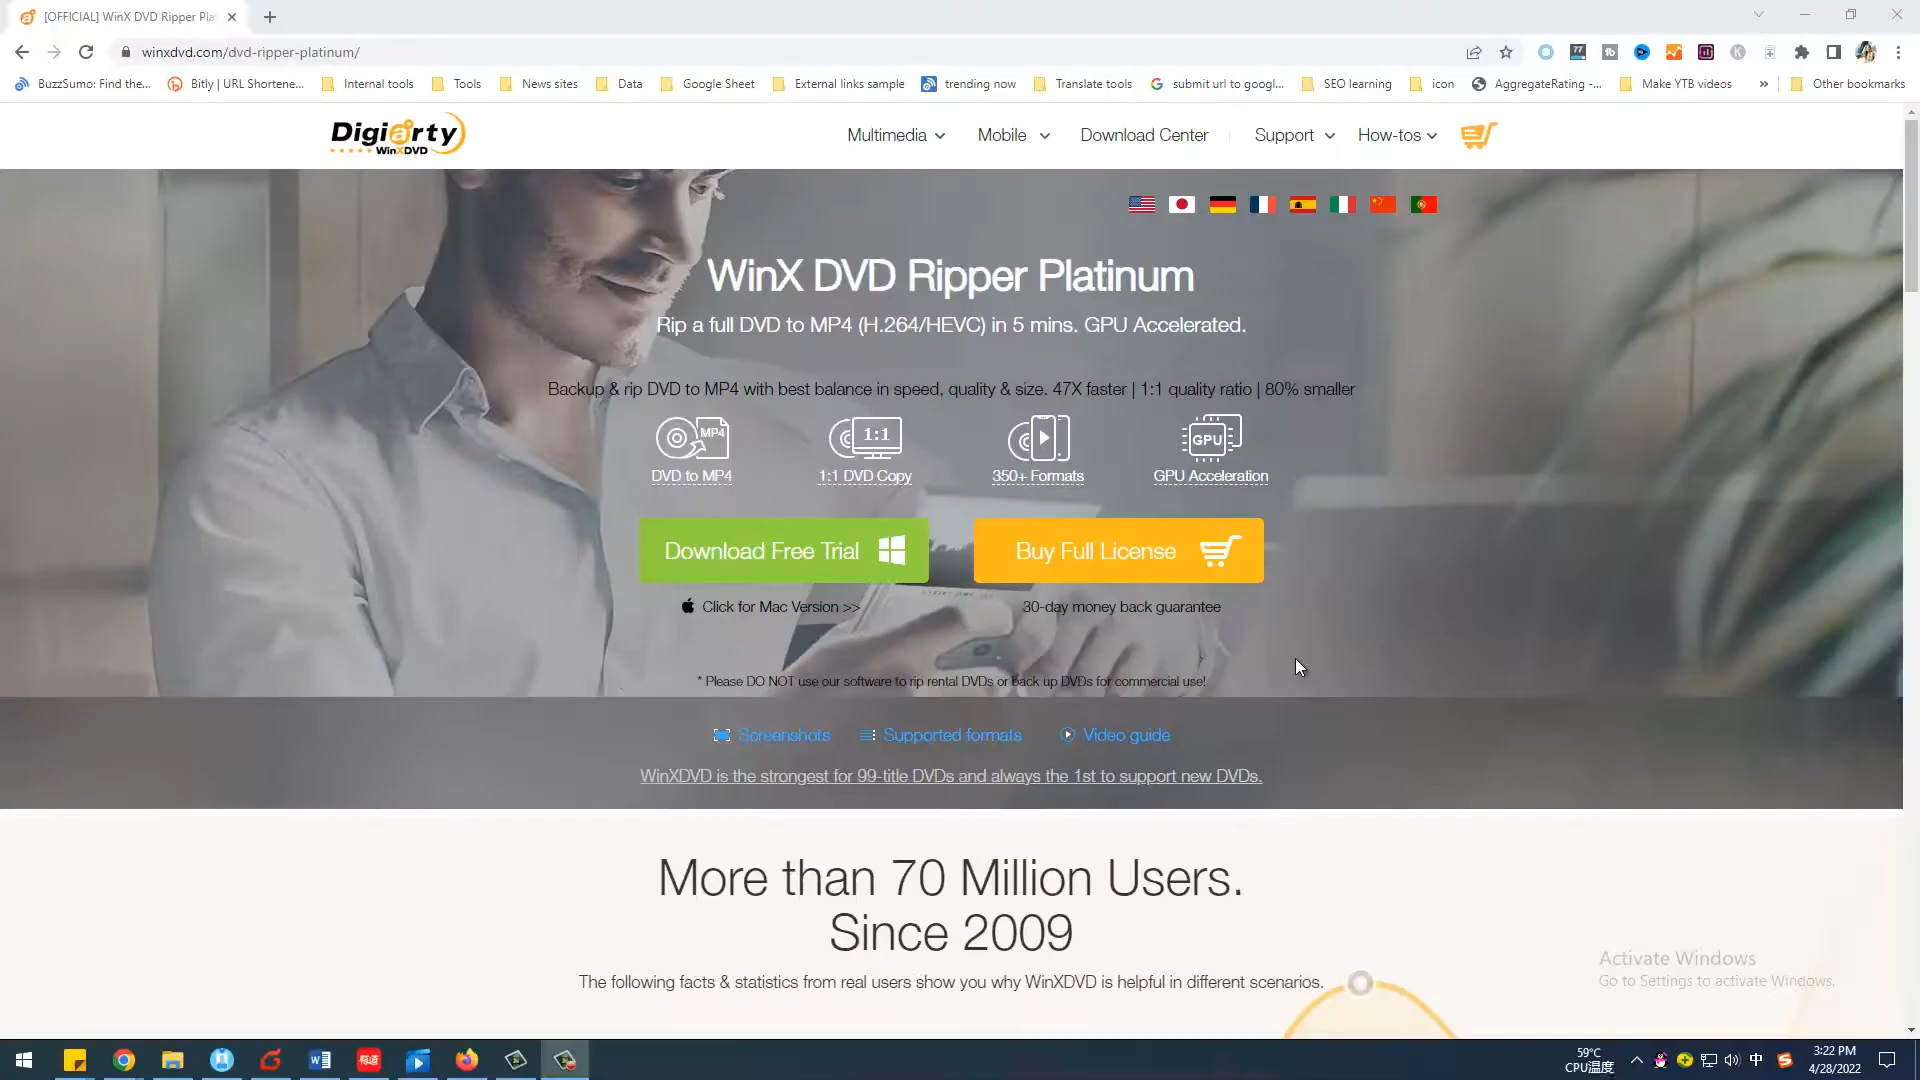 [OFFICIAL] WinX DVD Ripper Pla
winxdvd.com/dvd-ripper-platinum/
BuzzSumo: Find the... Bitly | URL Shortene... Internal tools Tools News sites Data Google Sheet External links sample trending now Translate tools submit url to googl... SEO learning icon AggregateRating -... Make YTB videos » Other bookmarks
Digiarty
WinXDVD
Multimedia Mobile Download Center Support How-tos
WinX DVD Ripper Platinum
Rip a full DVD to MP4 (H.264/HEVC) in 5 mins. GPU Accelerated.
Backup & rip DVD to MP4 with best balance in speed, quality & size. 47X faster | 1:1 quality ratio | 80% smaller
MP4 1:1 GPU
DVD to MP4 1:1 DVD Copy 350+ Formats GPU Acceleration
Download Free Trial Buy Full License
Click for Mac Version >> 30-day money back guarantee
* Please DO NOT use our software to rip rental DVDs or back up DVDs for commercial use!
Screenshots Supported formats Video guide
WinXDVD is the strongest for 99-title DVDs and always the 1st to support new DVDs.
More than 70 Million Users.
Since 2009
The following facts & statistics from real users show you why WinXDVD is helpful in different scenarios.
Activate Windows
Go to Settings to activate Windows.
59°C
CPU温度
中
3:22 PM
4/28/2022